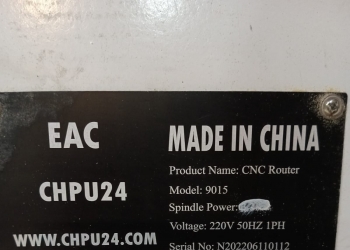 EAC
CHPU24
WWW.CHPU24.COM
MADE IN CHINA
Product Name: CNC Router
Model: 9015
Spindle Power:
Voltage: 220V 50HZ 1PH
Serial No: N202206110112